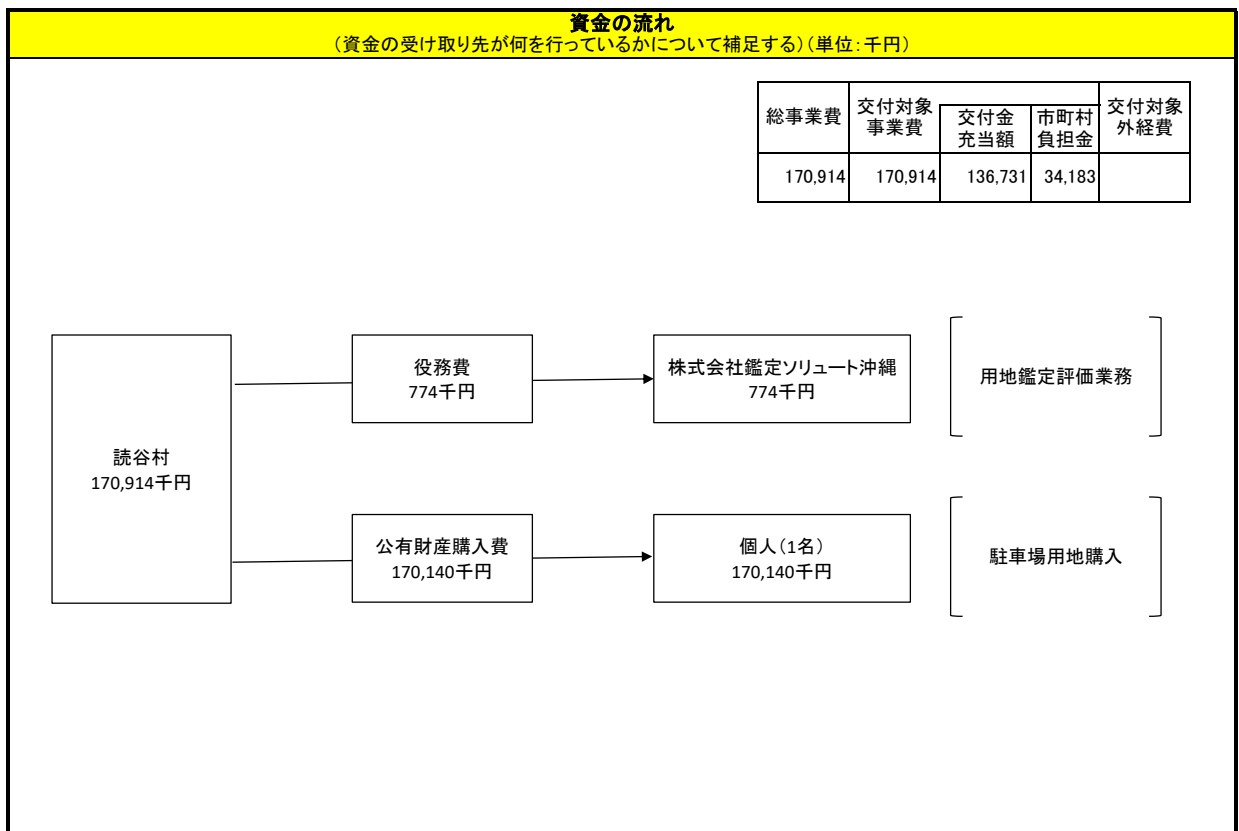 資金の流れ
(資金の受け取り先が何を行っているかについて補足する)(単位:千円)
総事業費
交付対象
事業費
交付金
充当額
市町村
負担金
交付対象
外経費
170,914
170,914
136,731
34,183
読谷村
170,914千円
役務費
774千円
株式会社鑑定ソリュート沖縄
774千円
用地鑑定評価業務
公有財産購入費
170,140千円
個人(1名)
170,140千円
駐車場用地購入